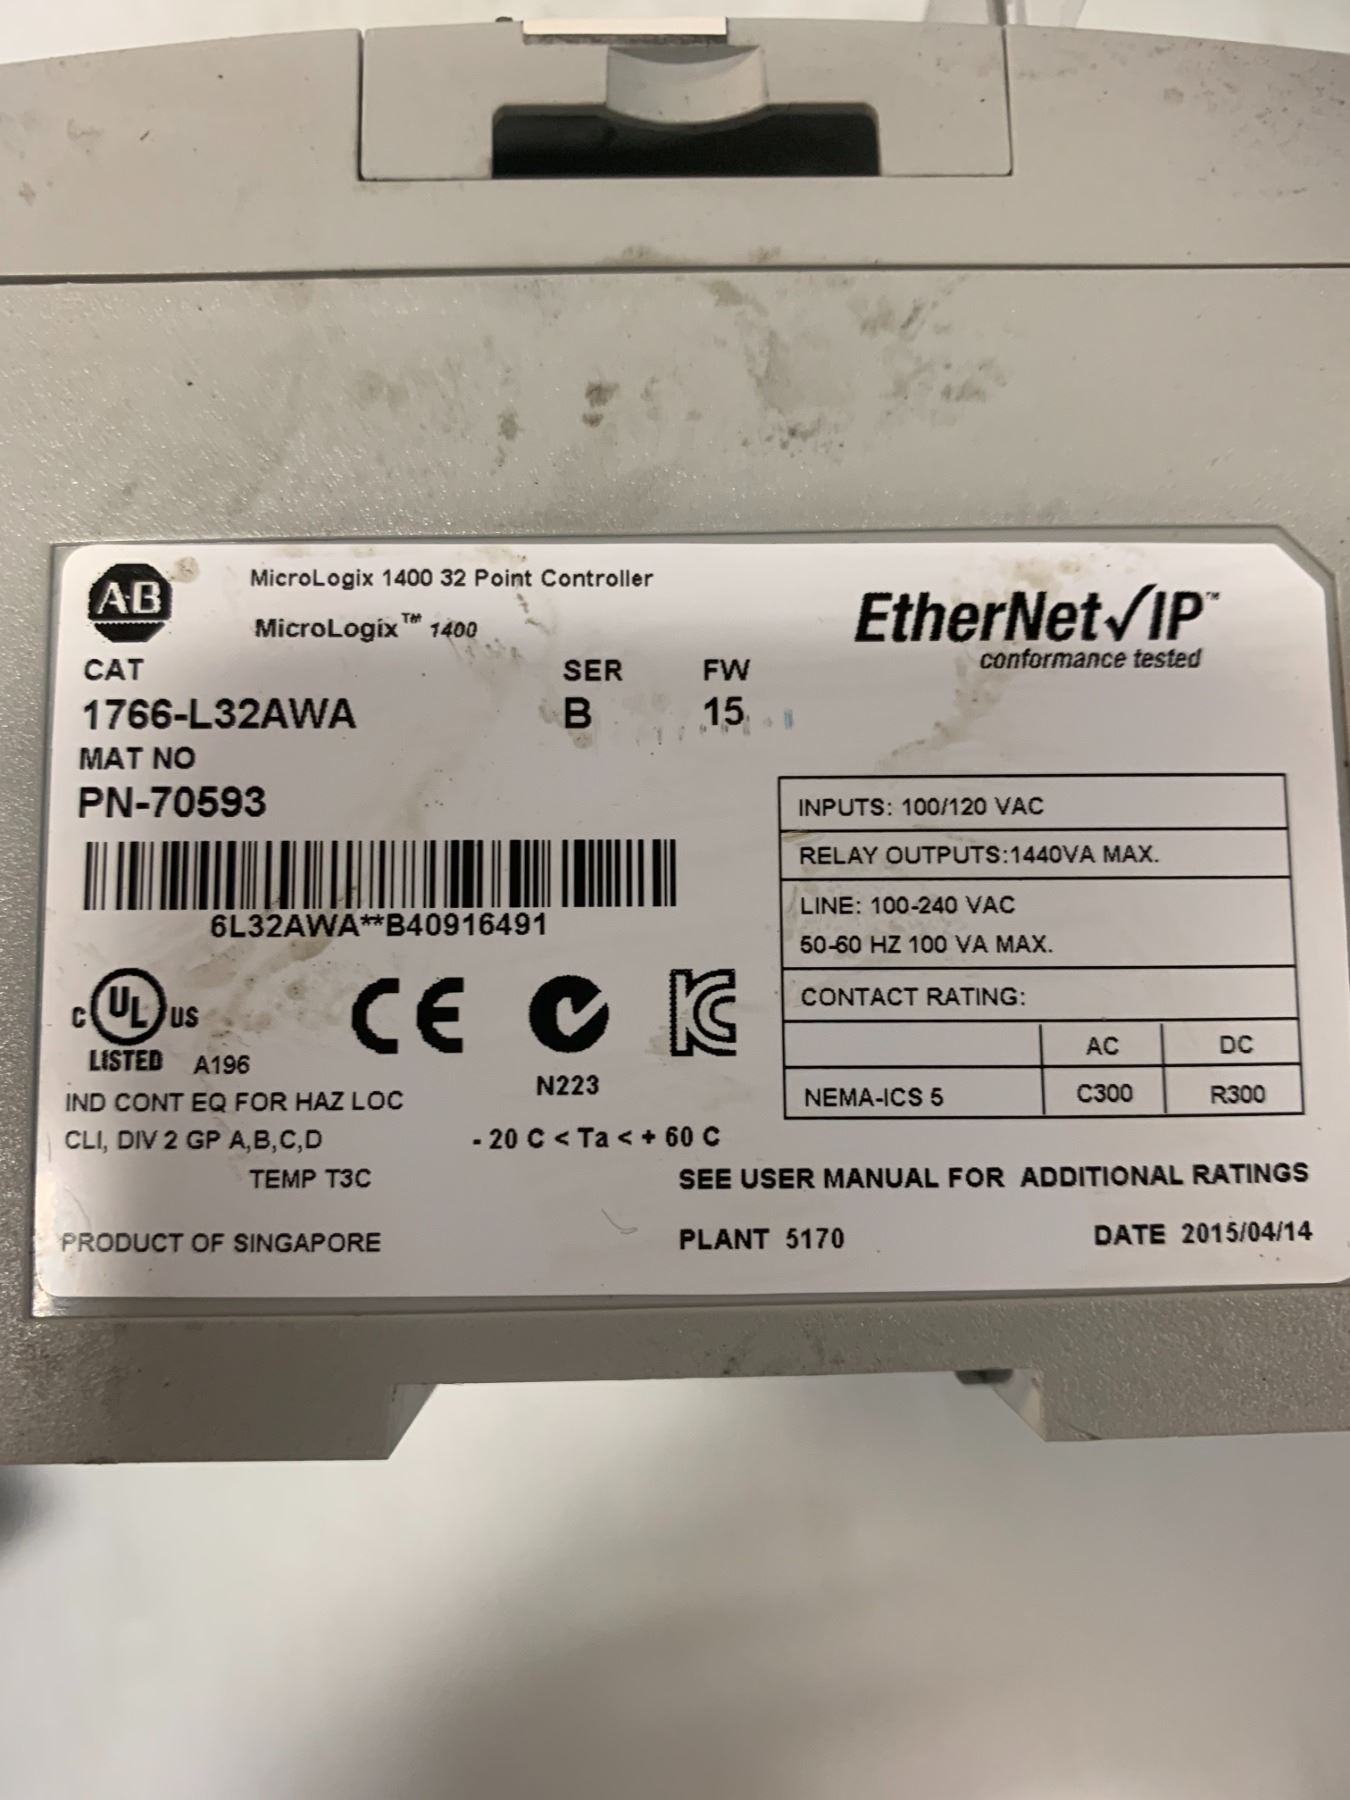 AB
MicroLogix 1400 32 Point Controller
MicroLogix™ 1400
EtherNet/IP™
conformance tested
CAT SER FW
1766-L32AWA B 15
MAT NO
PN-70593
6L32AWA**B40916491
INPUTS: 100/120 VAC
RELAY OUTPUTS:1440VA MAX.
LINE: 100-240 VAC
50-60 HZ 100 VA MAX.
CONTACT RATING:
AC DC
NEMA-ICS 5 C300 R300
C UL US
LISTED A196
CE
N223
KC
IND CONT EQ FOR HAZ LOC
CLI, DIV 2 GP A,B,C,D - 20 C < Ta < + 60 C
TEMP T3C
SEE USER MANUAL FOR ADDITIONAL RATINGS
PRODUCT OF SINGAPORE PLANT 5170 DATE 2015/04/14